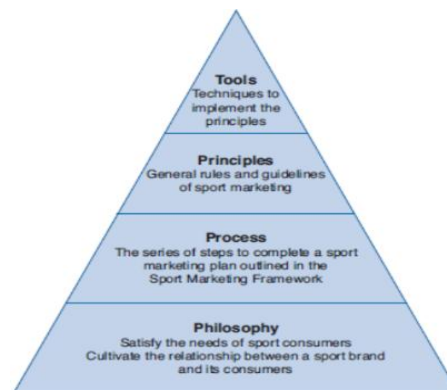 Tools
Techniques to
implement the
principles
Principles
General rules and guidelines
of sport marketing
Process
The series of steps to complete a sport
marketing plan outlined in the
Sport Marketing Framework
Philosophy
Satisfy the needs of sport consumers
Cultivate the relationship between a sport brand
and its consumers